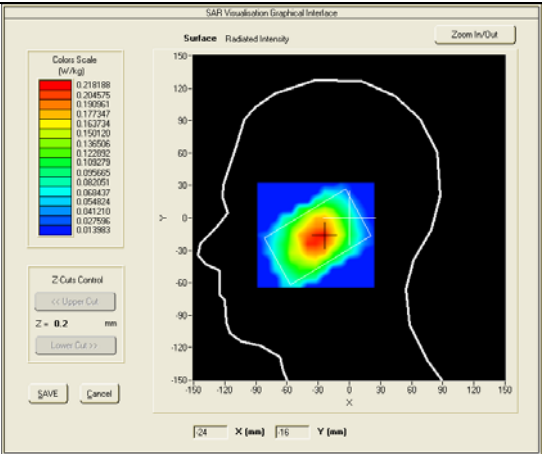 SAR Visualisation Graphical Interface
Surface Radiated Intensity
Zoom In/Out
Colors Scale
(W/kg)
0.218188
0.204575
0.190961
0.177347
0.163734
0.150120
0.136506
0.122892
0.109279
0.095665
0.082051
0.068437
0.054824
0.041210
0.027596
0.013983
Z-Cuts Control
<< Upper Cut
Z = 0.2 mm
Lower Cut >>
SAVE Cancel
150
120
90
60
30
Y
0
-30
-60
-90
-120
-150
-150 -120 -90 -60 -30 0 30 60 90 120 150
X
-24 X (mm) -16 Y (mm)